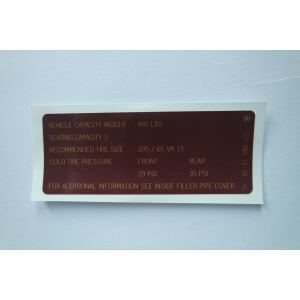 VEHICLE CAPACITY WEIGHT 490 LBS
SEATING CAPACITY 2
RECOMMENDED TIRE SIZE 205 / 65 VR 15
COLD TIRE PRESSURE FRONT REAR
29 PSI 35 PSI
FOR ADDITIONAL INFORMATION SEE INSIDE FILLER PIPE COVER